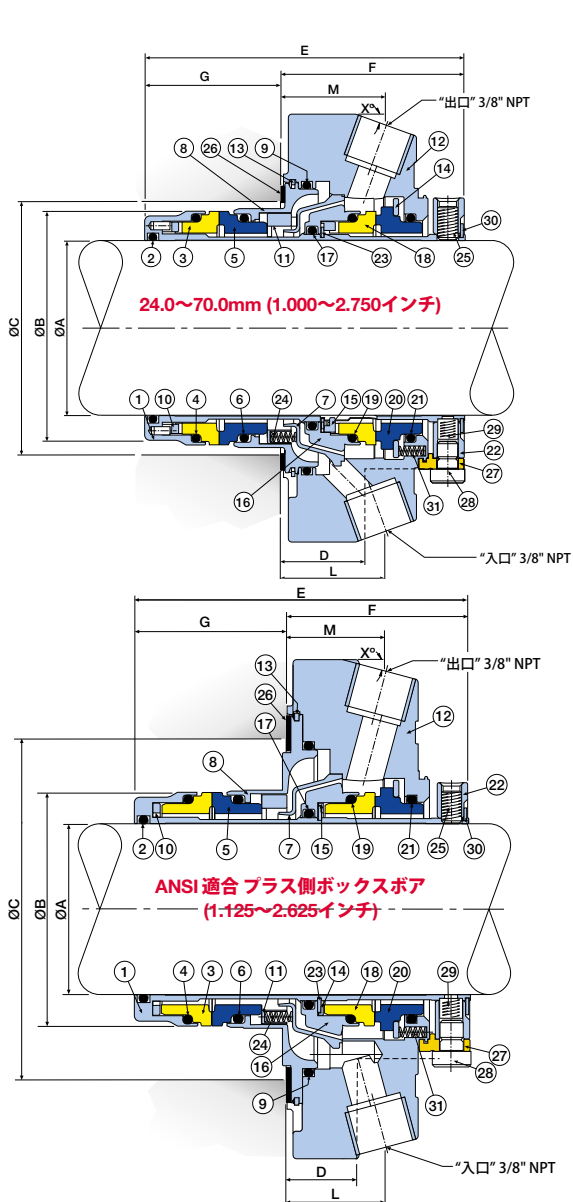 E
G
F
M
X°
“出口” 3/8" NPT
26
13
9
8
12
14
30
2
3
5
11
17
23
18
25
24.0〜70.0mm (1.000〜2.750インチ)
ØC
ØB
ØA
1
10
4
6
24
7
15
19
20
21
29
22
27
16
31
28
D
L
“入口” 3/8" NPT
E
G
F
M
X°
“出口” 3/8" NPT
13
26
17
12
8
22
2
10
5
7
15
19
21
25
30
ANSI 適合 プラス側ボックスボア
(1.125〜2.625インチ)
ØC
ØB
ØA
1
4
3
6
11
23
14
18
20
29
24
27
16
31
28
9
D
L
“入口” 3/8" NPT